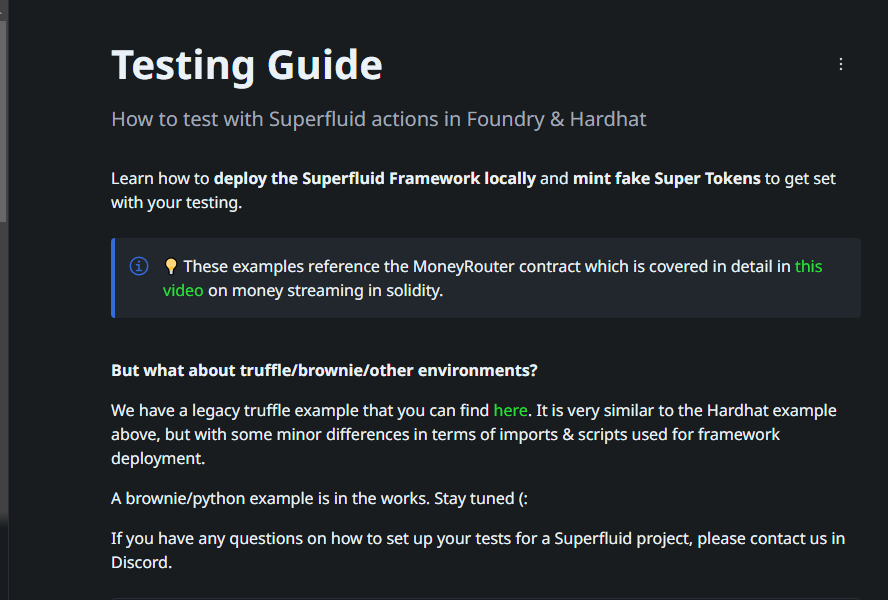 Testing Guide
How to test with Superfluid actions in Foundry & Hardhat
Learn how to deploy the Superfluid Framework locally and mint fake Super Tokens to get set
with your testing.
💡 These examples reference the MoneyRouter contract which is covered in detail in this
video on money streaming in solidity.
But what about truffle/brownie/other environments?
We have a legacy truffle example that you can find here. It is very similar to the Hardhat example
above, but with some minor differences in terms of imports & scripts used for framework
deployment.
A brownie/python example is in the works. Stay tuned (:
If you have any questions on how to set up your tests for a Superfluid project, please contact us in
Discord.